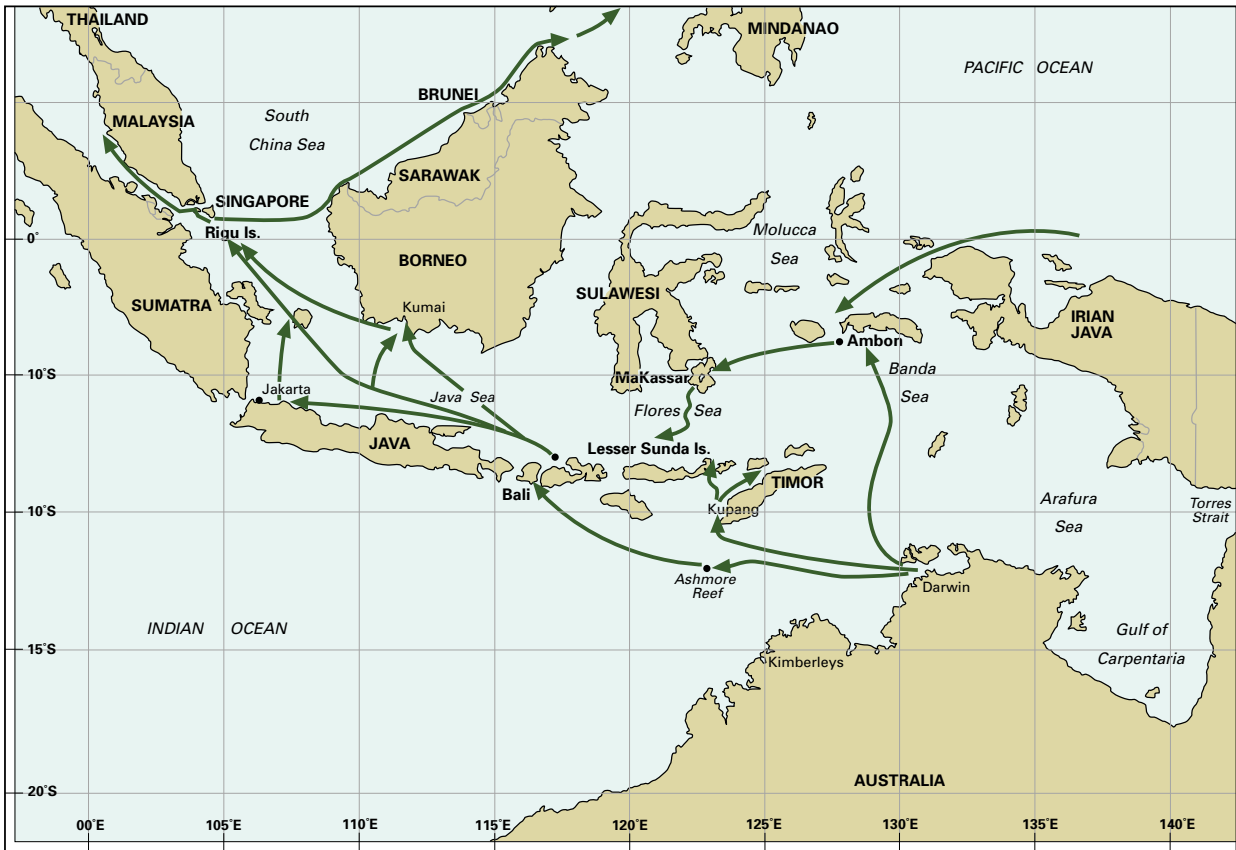 THAILAND
MINDANAO
PACIFIC OCEAN
BRUNEI
MALAYSIA
South
China Sea
SARAWAK
SINGAPORE
Rigu Is.
0°
Molucca
Sea
BORNEO
SUMATRA
SULAWESI
Kumai
IRIAN
JAVA
Ambon
10°S
MaKassar
Banda
Sea
Jakarta
Java Sea
Flores Sea
JAVA
Lesser Sunda Is.
TIMOR
Bali
Kupang
10°S
Arafura
Sea
Torres
Strait
Ashmore
Reef
Darwin
INDIAN OCEAN
Gulf of
Carpentaria
15°S
Kimberleys
AUSTRALIA
20°S
00°E 105°E 110°E 115°E 120°E 125°E 130°E 135°E 140°E